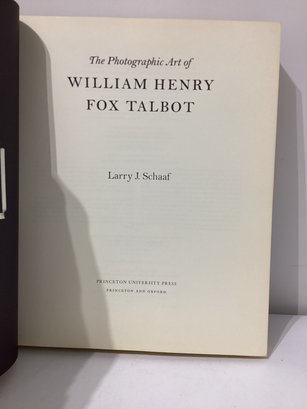 The Photographic Art of
WILLIAM HENRY
FOX TALBOT
Larry J. Schaaf
PRINCETON UNIVERSITY PRESS
PRINCETON AND OXFORD